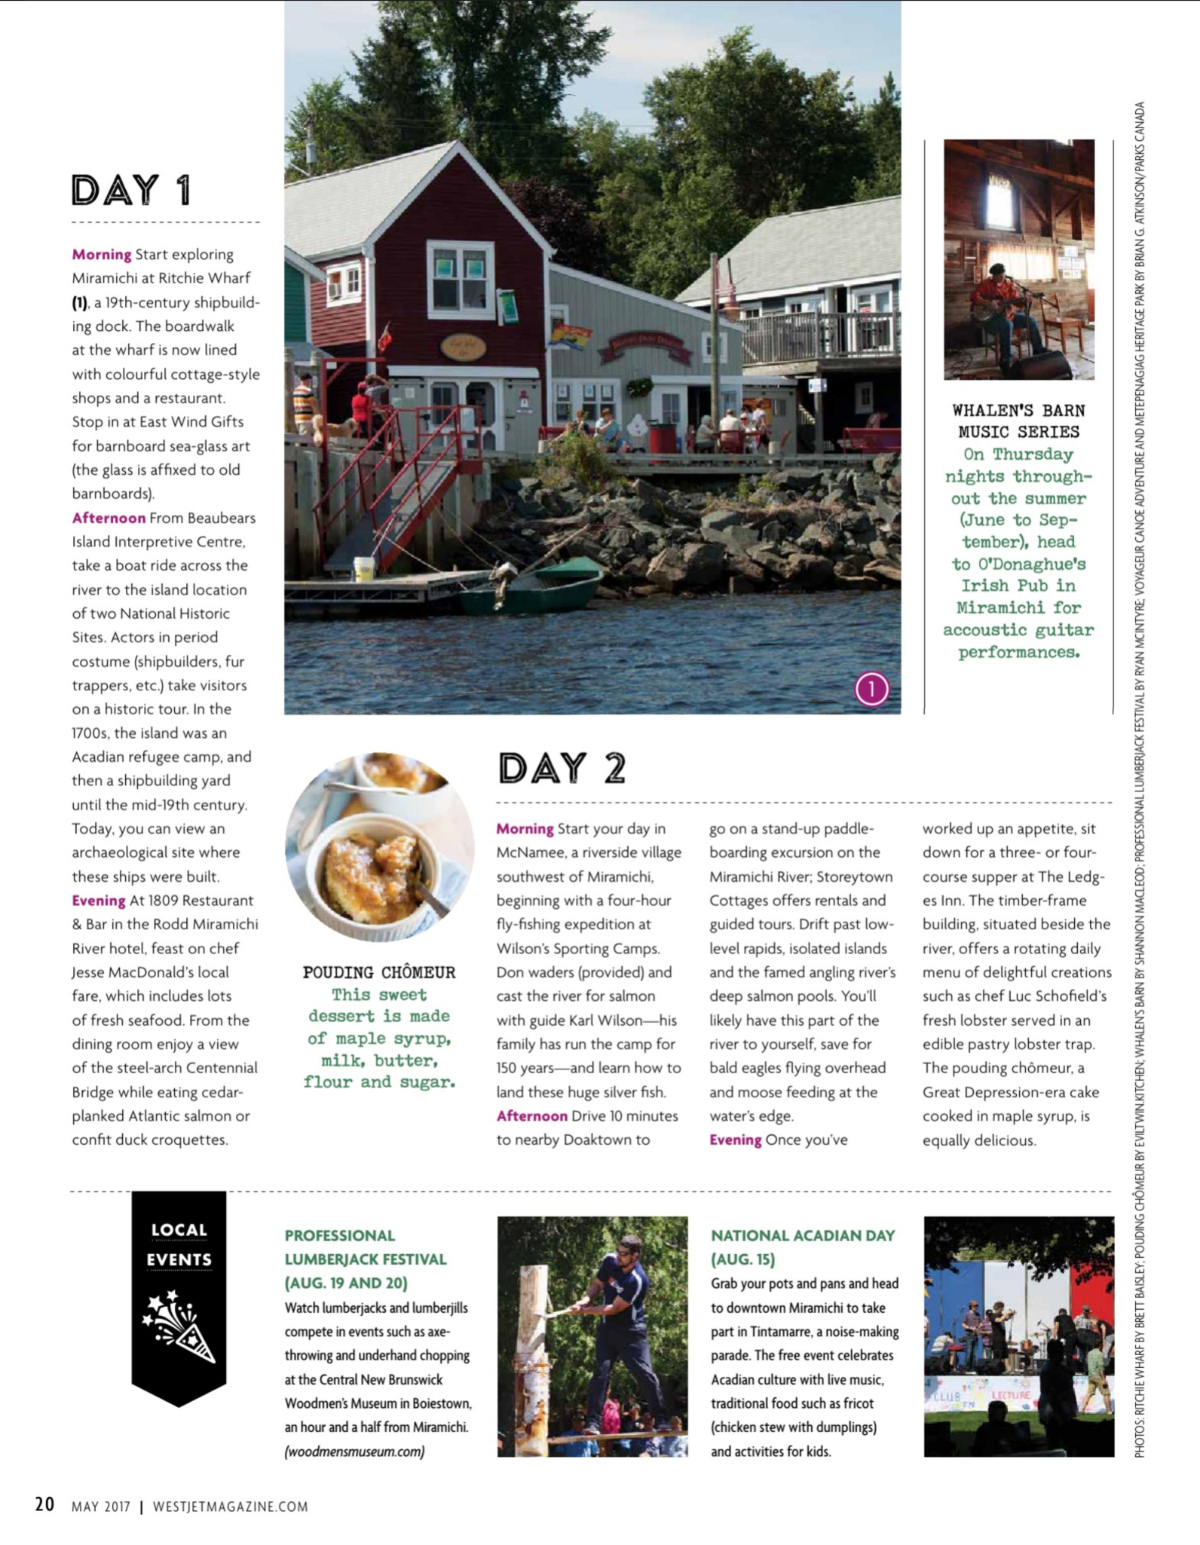 DAY 1
Morning Start exploring
Miramichi at Ritchie Wharf
(1), a 19th-century shipbuild-
ing dock. The boardwalk
at the wharf is now lined
with colourful cottage-style
shops and a restaurant.
Stop in at East Wind Gifts
for barnboard sea-glass art
(the glass is affixed to old
barnboards).
Afternoon From Beaubears
Island Interpretive Centre,
take a boat ride across the
river to the island location
of two National Historic
Sites. Actors in period
costume (shipbuilders, fur
trappers, etc.) take visitors
on a historic tour. In the
1700s, the island was an
Acadian refugee camp, and
then a shipbuilding yard
until the mid-19th century.
Today, you can view an
archaeological site where
these ships were built.
Evening At 1809 Restaurant
& Bar in the Rodd Miramichi
River hotel, feast on chef
Jesse MacDonald's local
fare, which includes lots
of fresh seafood. From the
dining room enjoy a view
of the steel-arch Centennial
Bridge while eating cedar-
planked Atlantic salmon or
confit duck croquettes.
1
WHALEN'S BARN
MUSIC SERIES
On Thursday
nights through-
out the summer
(June to Sep-
tember), head
to O'Donaghue's
Irish Pub in
Miramichi for
accoustic guitar
performances.
POUDING CHÔMEUR
This sweet
dessert is made
of maple syrup,
milk, butter,
flour and sugar.
DAY 2
Morning Start your day in
McNamee, a riverside village
southwest of Miramichi,
beginning with a four-hour
fly-fishing expedition at
Wilson's Sporting Camps.
Don waders (provided) and
cast the river for salmon
with guide Karl Wilson—his
family has run the camp for
150 years—and learn how to
land these huge silver fish.
Afternoon Drive 10 minutes
to nearby Doaktown to
go on a stand-up paddle-
boarding excursion on the
Miramichi River; Storeytown
Cottages offers rentals and
guided tours. Drift past low-
level rapids, isolated islands
and the famed angling river's
deep salmon pools. You'll
likely have this part of the
river to yourself, save for
bald eagles flying overhead
and moose feeding at the
water's edge.
Evening Once you've
worked up an appetite, sit
down for a three- or four-
course supper at The Ledg-
es Inn. The timber-frame
building, situated beside the
river, offers a rotating daily
menu of delightful creations
such as chef Luc Schofield's
fresh lobster served in an
edible pastry lobster trap.
The pouding chômeur, a
Great Depression-era cake
cooked in maple syrup, is
equally delicious.
LOCAL
EVENTS
PROFESSIONAL
LUMBERJACK FESTIVAL
(AUG. 19 AND 20)
Watch lumberjacks and lumberjills
compete in events such as axe-
throwing and underhand chopping
at the Central New Brunswick
Woodmen's Museum in Boiestown,
an hour and a half from Miramichi.
(woodmensmuseum.com)
NATIONAL ACADIAN DAY
(AUG. 15)
Grab your pots and pans and head
to downtown Miramichi to take
part in Tintamarre, a noise-making
parade. The free event celebrates
Acadian culture with live music,
traditional food such as fricot
(chicken stew with dumplings)
and activities for kids.
CLUB
LECTURE
PHOTOS: RITCHIE WHARF BY BRETT BAISLEY; POUDING CHÔMEUR BY EVILTWIN.KITCHEN; WHALEN'S BARN BY SHANNON MACLEOD; PROFESSIONAL LUMBERJACK FESTIVAL BY RYAN MCINTYRE; VOYAGEUR CANOE ADVENTURE AND METEPENAGIAG HERITAGE PARK BY BRIAN G. ATKINSON/PARKS CANADA
20 MAY 2017 | WESTJETMAGAZINE.COM